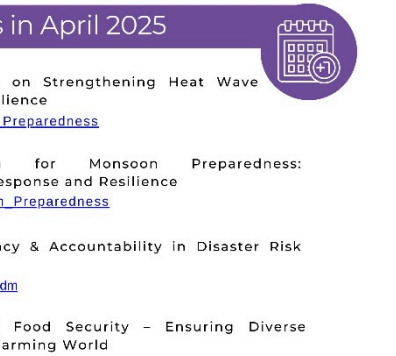 s in April 2025
on Strengthening Heat Wave
lience
_Preparedness
for Monsoon Preparedness:
esponse and Resilience
n_Preparedness
cy & Accountability in Disaster Risk
dm
Food Security – Ensuring Diverse
arming World